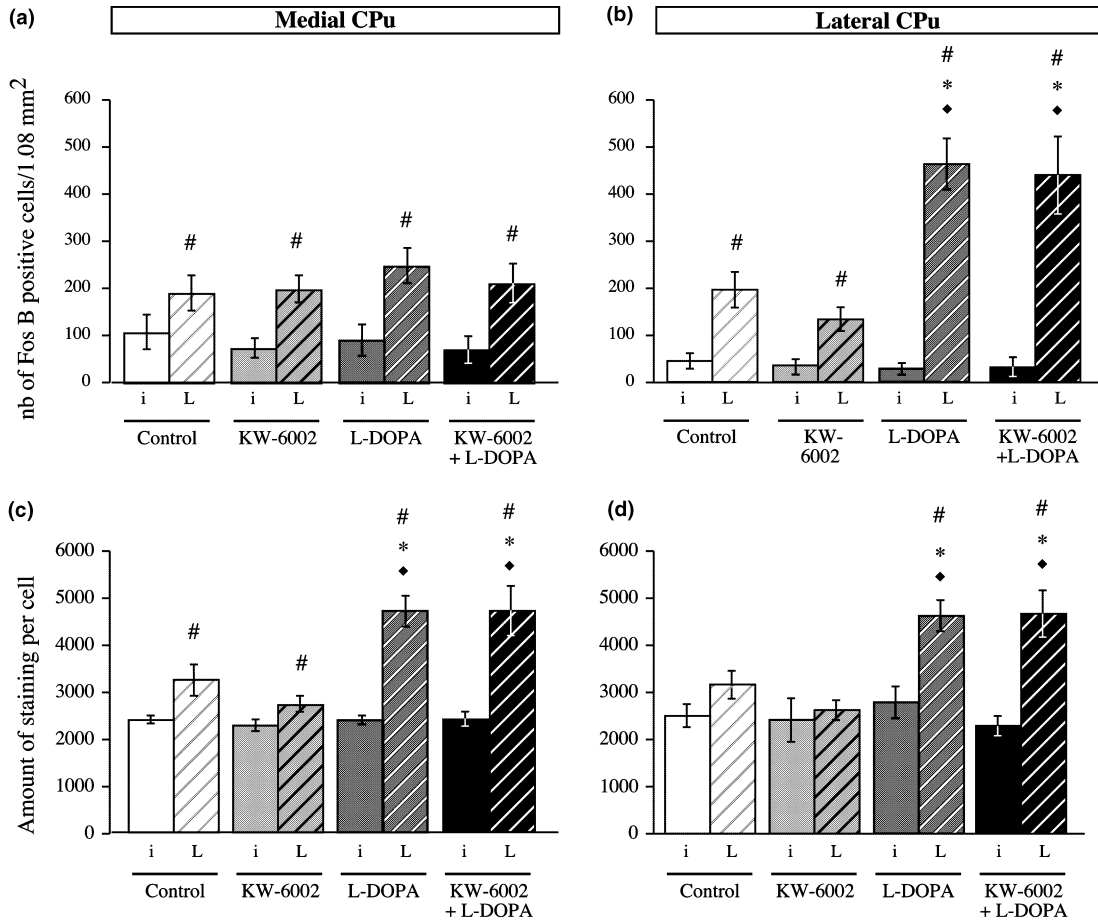 (a)
Medial CPu
nb of Fos B positive cells/1.08 mm²
600
500
400
300
200
100
0
# # # #
i L i L i L i L
Control KW-6002 L-DOPA KW-6002
+ L-DOPA
(b)
Lateral CPu
600
500
400
300
200
100
0
# # # #
* *
◆ ◆
i L i L i L i L
Control KW- L-DOPA KW-6002
6002 +L-DOPA
(c)
Amount of staining per cell
6000
5000
4000
3000
2000
1000
0
# # # #
* *
◆ ◆
i L i L i L i L
Control KW-6002 L-DOPA KW-6002
+ L-DOPA
(d)
6000
5000
4000
3000
2000
1000
0
# #
* *
◆ ◆
i L i L i L i L
Control KW-6002 L-DOPA KW-6002
+ L-DOPA